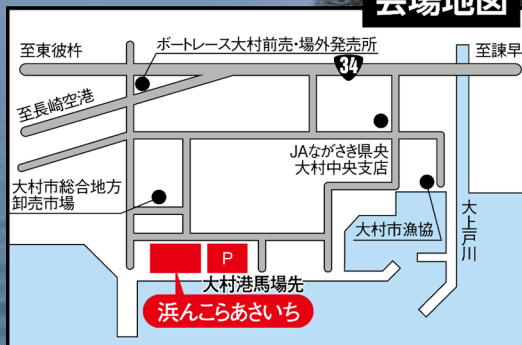 会場地図
至東彼杵
ボートレース大村前売・場外発売所
至諫早
34
至長崎空港
JAながさき県央
大村中央支店
大村市総合地方
卸売市場
大村市漁協
大上戸川
P
大村港馬場先
浜んこらあさいち